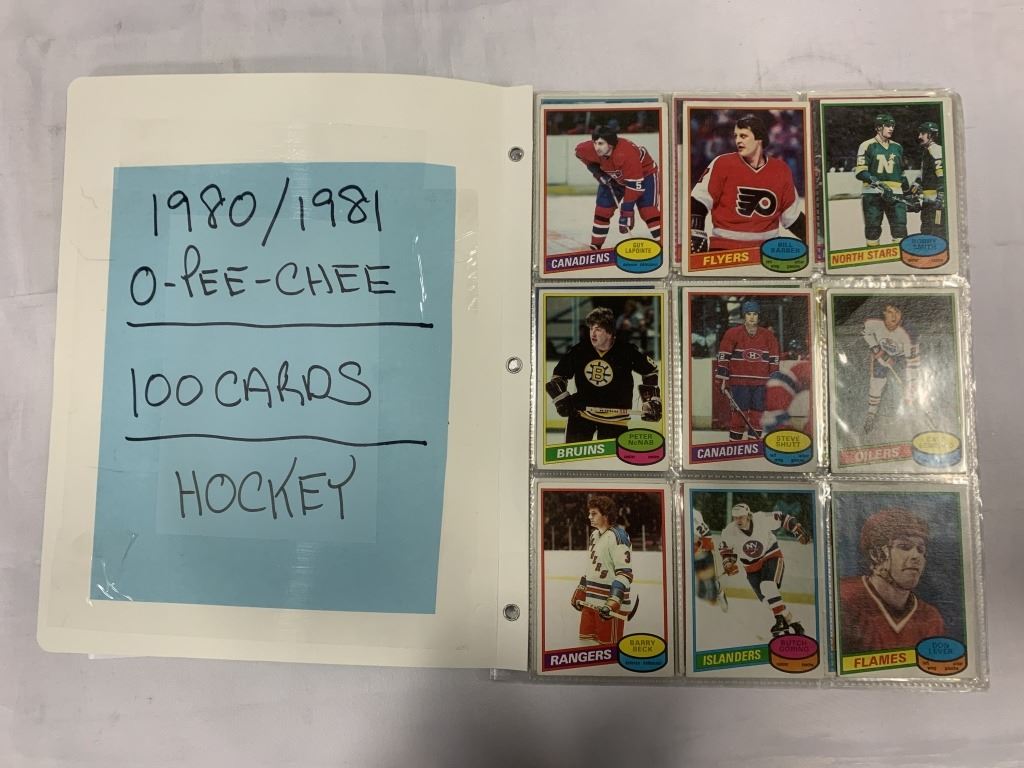 1980/1981
O-PEE-CHEE
100 CARDS
HOCKEY
GUY
LAPOINTE
CANADIENS
BILL
BARBER
FLYERS
N
BOBBY
SMITH
NORTH STARS
B
PETER
McNAB
BRUINS
STEVE
SHUTT
CANADIENS
OILERS
3
BARRY
BECK
RANGERS
BUTCH
GORING
ISLANDERS
DON
LEVER
FLAMES